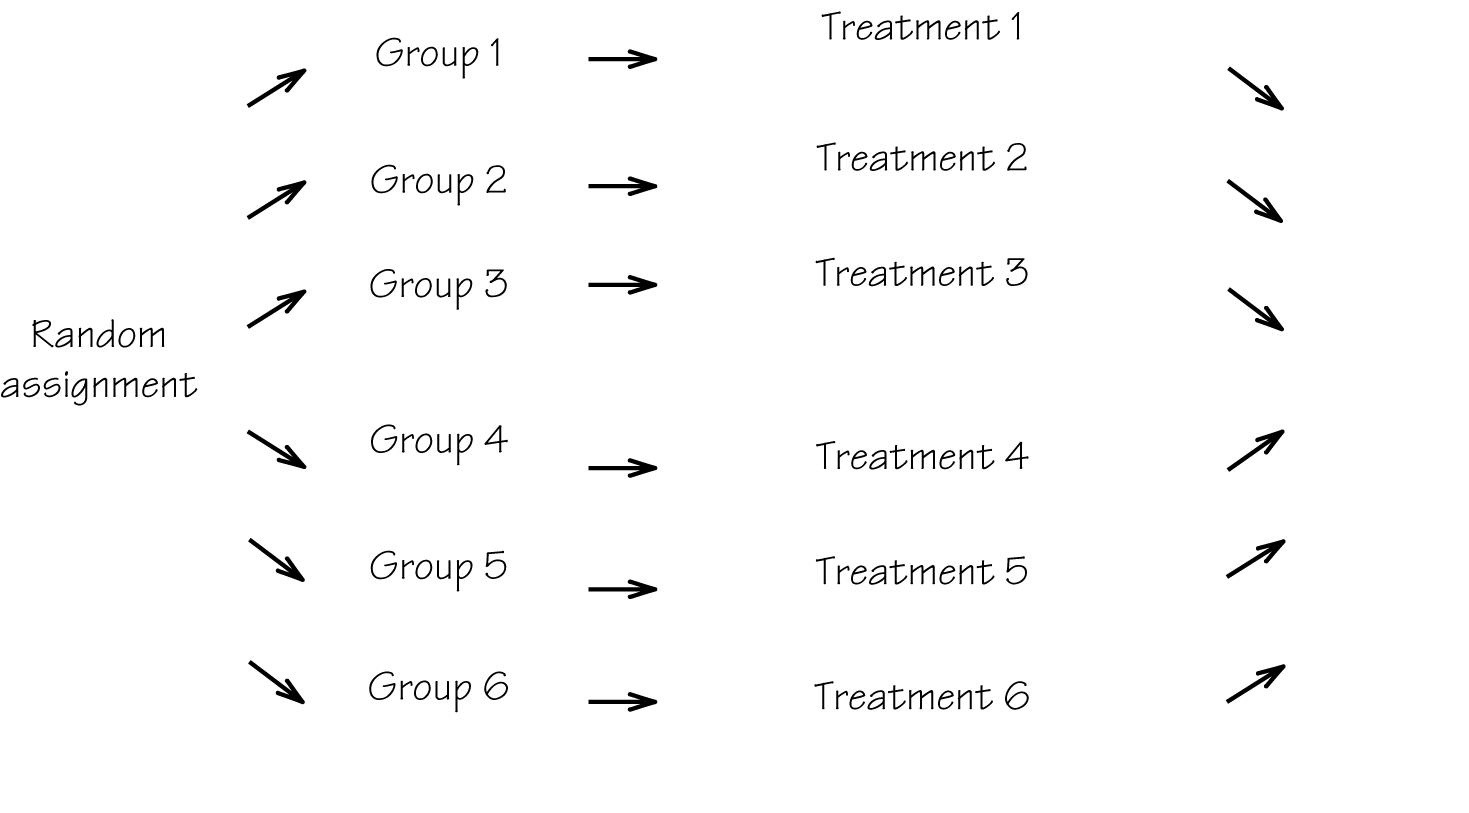 Group 1
Treatment 1
Group 2
Treatment 2
Group 3
Treatment 3
Random
assignment
Group 4
Treatment 4
Group 5
Treatment 5
Group 6
Treatment 6